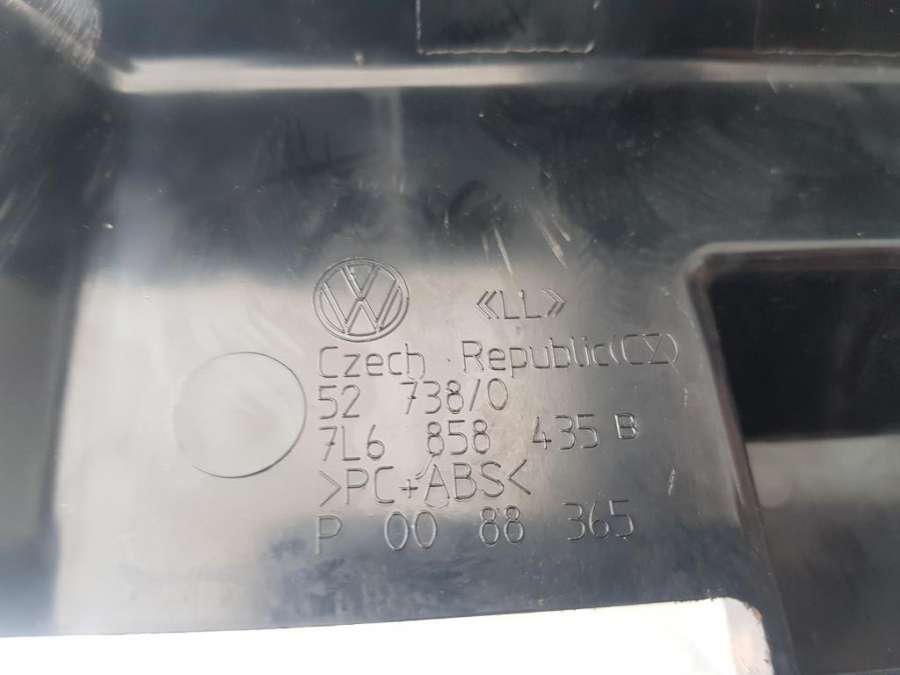 «LL»
Czech Republic(CZ)
52 738/0
7L6 858 435 B
>PC+ABS<
P 00 88 365